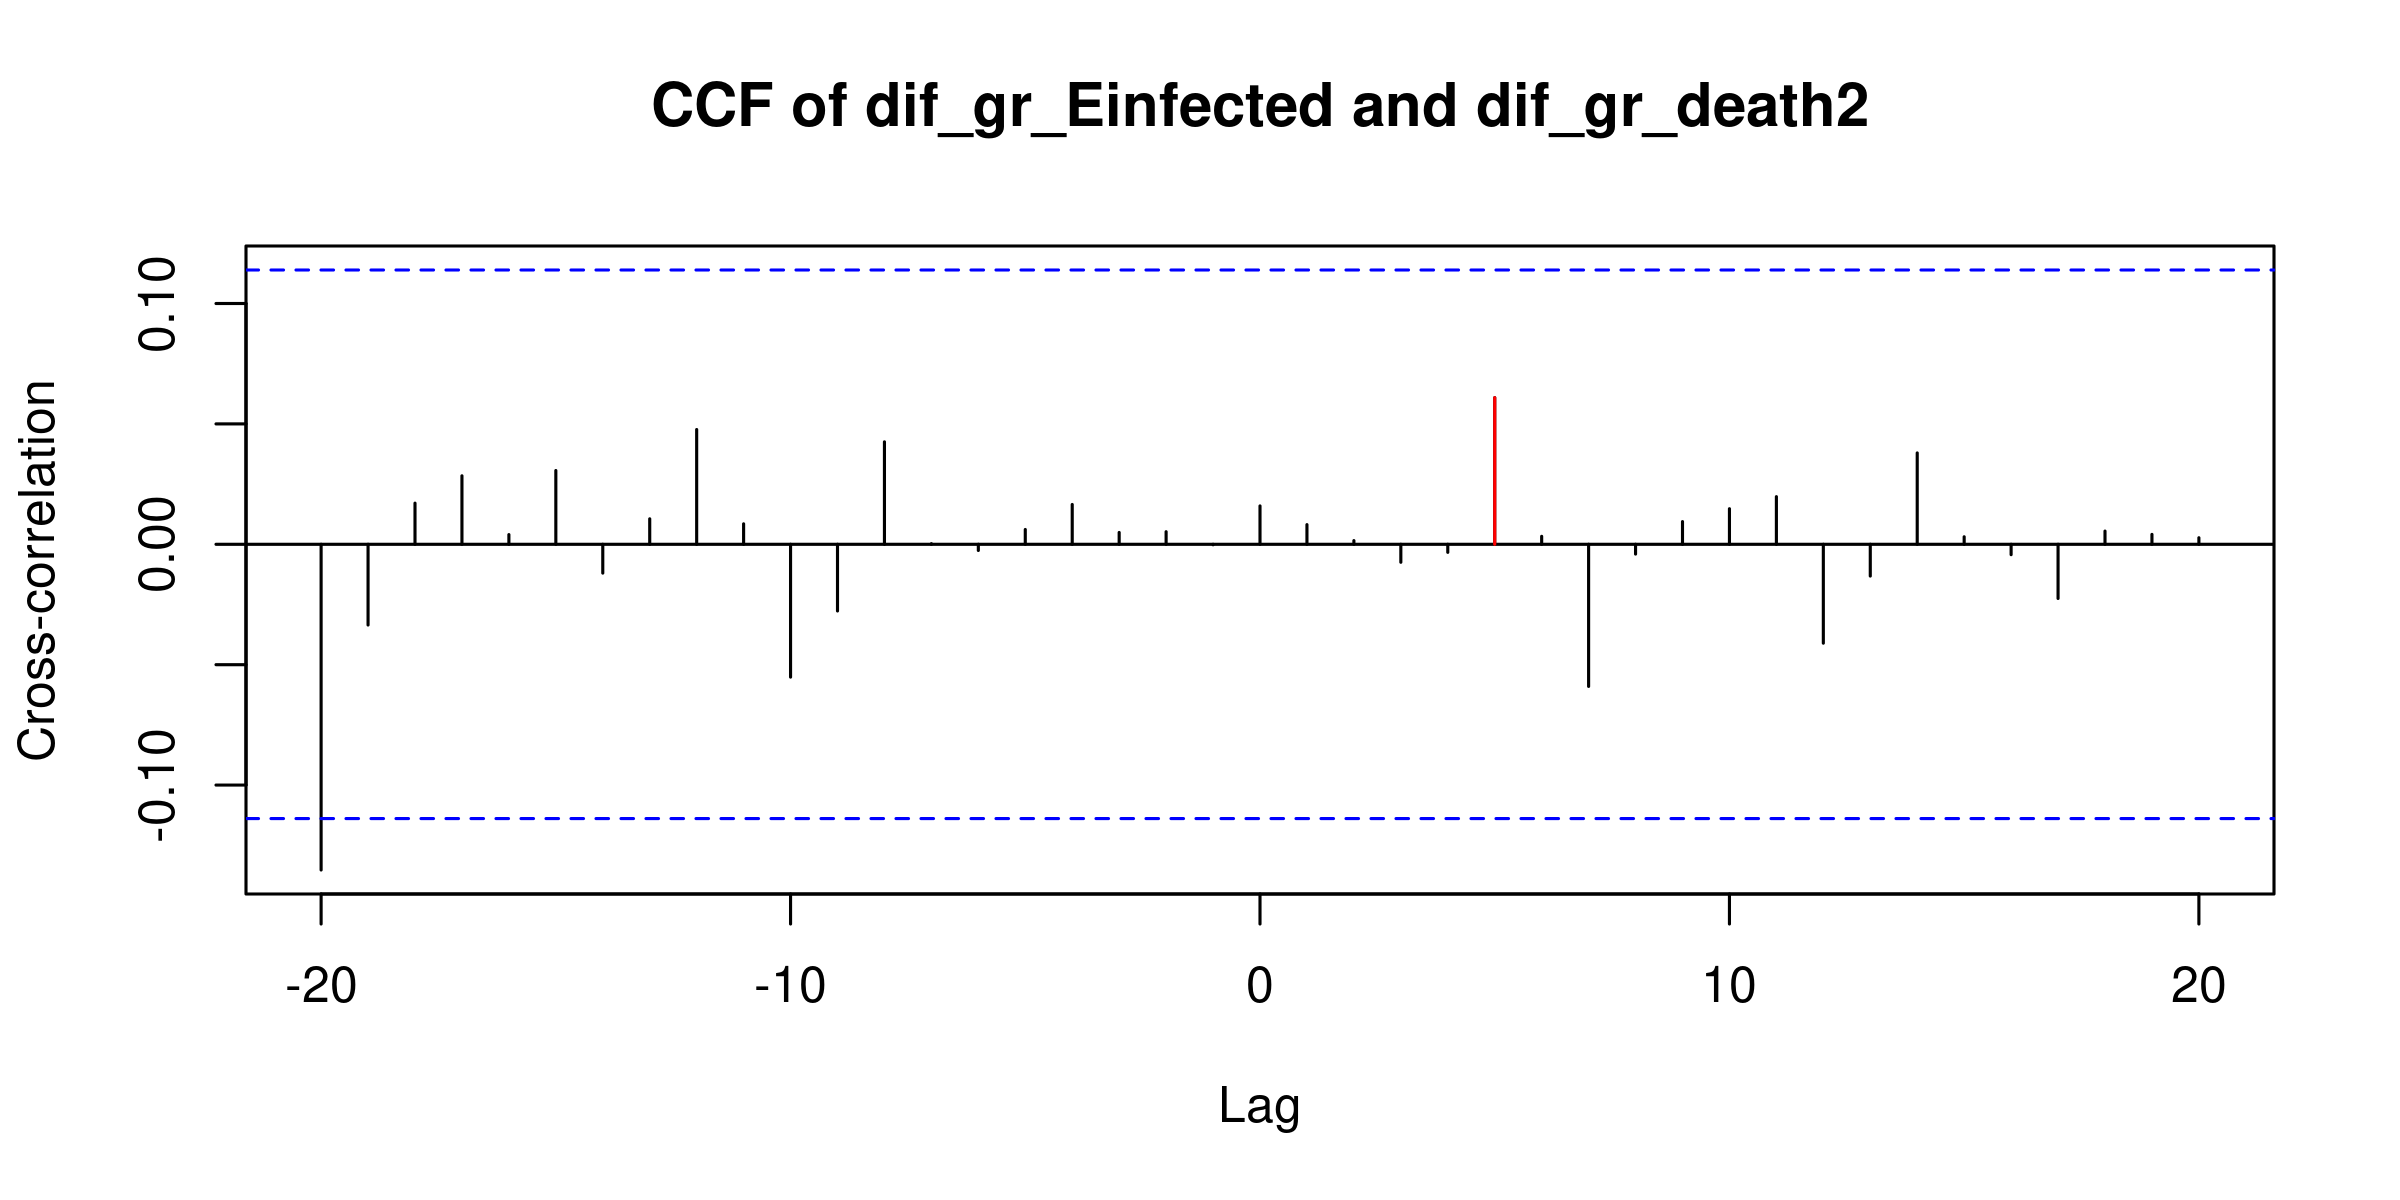 CCF of dif_gr_Einfected and dif_gr_death2
Cross-correlation
0.10
0.00
-0.10
-20 -10 0 10 20
Lag